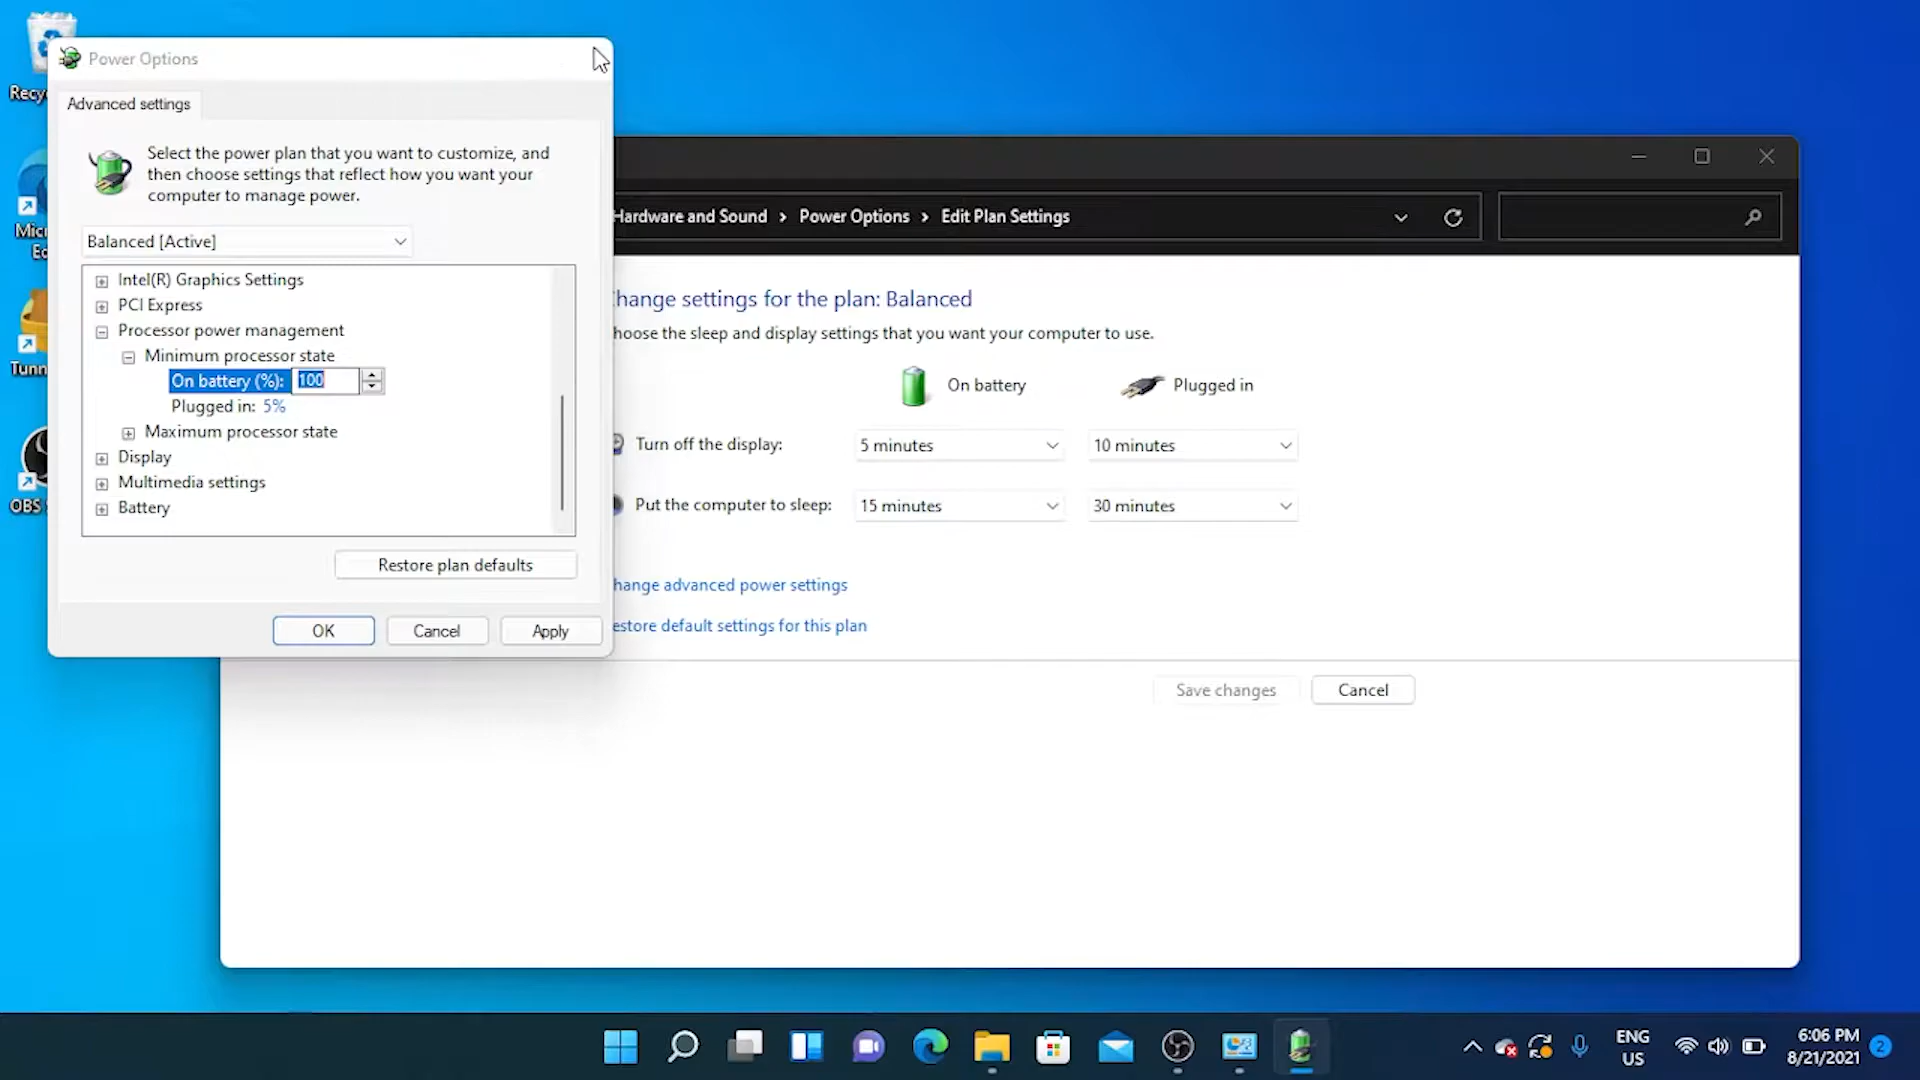 Power Options
Advanced settings
Select the power plan that you want to customize, and
then choose settings that reflect how you want your
computer to manage power.
Balanced [Active]
Intel(R) Graphics Settings
PCI Express
Processor power management
Minimum processor state
On battery (%): 100
Plugged in: 5%
Maximum processor state
Display
Multimedia settings
Battery
Restore plan defaults
OK
Cancel
Apply
Hardware and Sound
Power Options
Edit Plan Settings
hange settings for the plan: Balanced
hoose the sleep and display settings that you want your computer to use.
On battery
Plugged in
Turn off the display:
5 minutes
10 minutes
Put the computer to sleep:
15 minutes
30 minutes
hange advanced power settings
estore default settings for this plan
Save changes
Cancel
Recy
Mic
Ed
Tunn
OBS
ENG
US
6:06 PM
8/21/2021
2